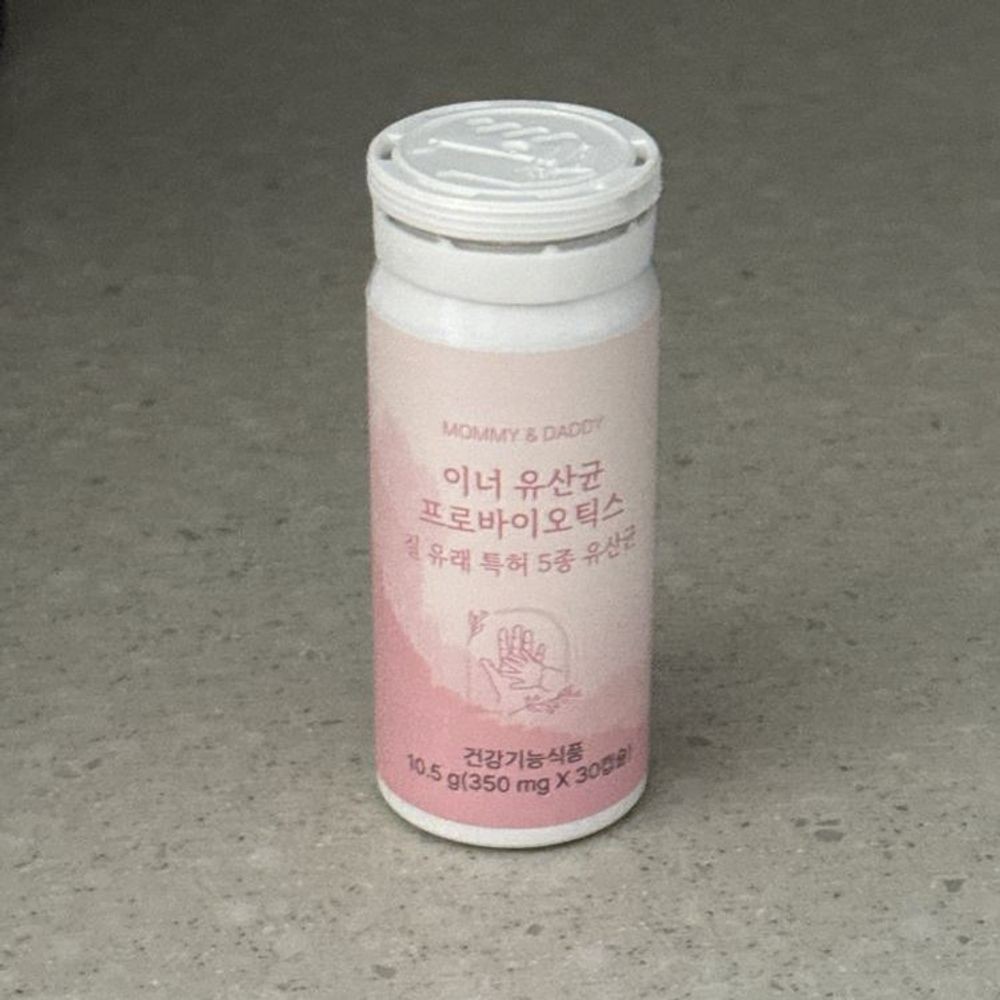 MOMMY & DADDY
이너 유산균
프로바이오틱스
질 유래 특허 5종 유산균
건강기능식품
10.5 g(350 mg X 30캡슐)